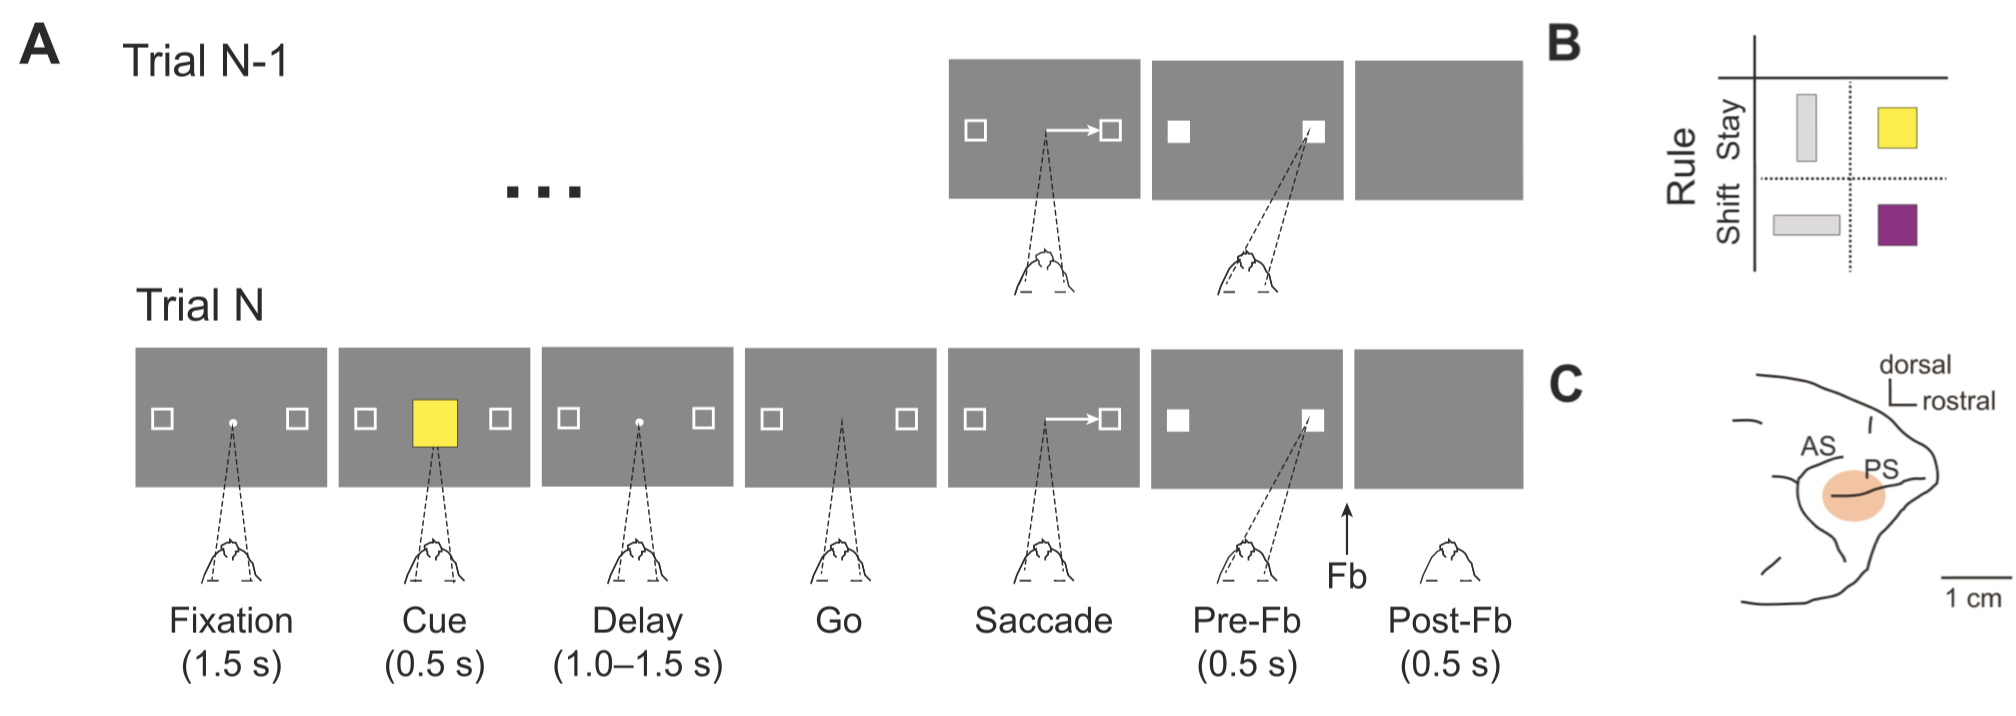 A
Trial N-1
...
Trial N
Fixation
(1.5 s)
Cue
(0.5 s)
Delay
(1.0–1.5 s)
Go
Saccade
Pre-Fb
(0.5 s)
Fb
Post-Fb
(0.5 s)
B
Rule
Stay
Shift
C
dorsal
rostral
AS
PS
1 cm